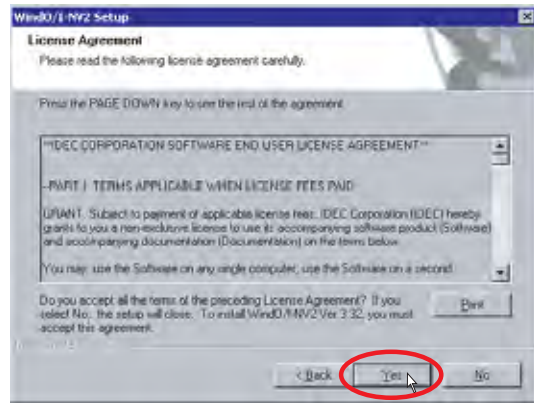 WindO/I-NV2 Setup
License Agreement
Please read the following license agreement carefully.
Press the PAGE DOWN key to see the rest of the agreement.
**IDEC CORPORATION SOFTWARE END USER LICENSE AGREEMENT**
-PART I TERMS APPLICABLE WHEN LICENSE FEES PAID
GRANT. Subject to payment of applicable license fees, IDEC Corporation (IDEC) hereby
grants to you a non-exclusive license to use its accompanying software product (Software)
and accompanying documentation (Documentation) on the terms below.
You may: use the Software on any single computer, use the Software on a second
Do you accept all the terms of the preceding License Agreement? If you
select No, the setup will close. To install WindO/I-NV2 Ver 3.32, you must
accept this agreement.
Print
< Back
Yes
No